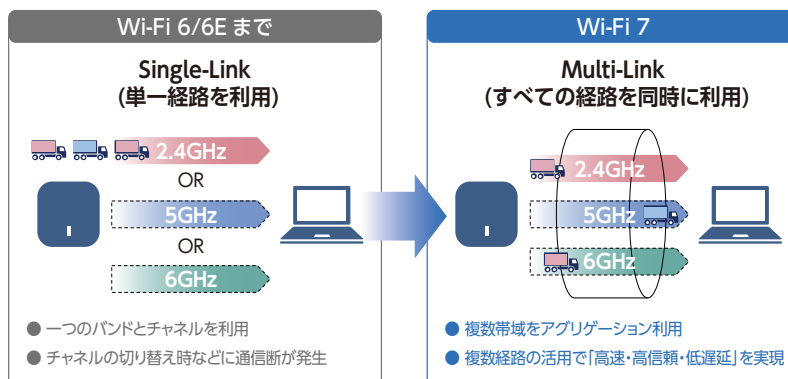 Wi-Fi 6/6E まで
Single-Link
(単一経路を利用)
2.4GHz
OR
5GHz
OR
6GHz
● 一つのバンドとチャネルを利用
● チャネルの切り替え時などに通信断が発生
Wi-Fi 7
Multi-Link
(すべての経路を同時に利用)
2.4GHz
5GHz
6GHz
● 複数帯域をアグリゲーション利用
● 複数経路の活用で「高速・高信頼・低遅延」を実現